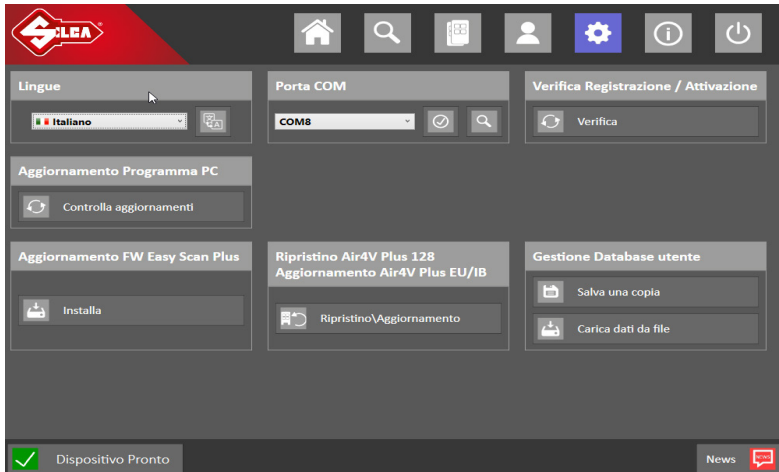 SILCA
Lingue
Italiano
Porta COM
COM8
Verifica Registrazione / Attivazione
Verifica
Aggiornamento Programma PC
Controlla aggiornamenti
Aggiornamento FW Easy Scan Plus
Installa
Ripristino Air4V Plus 128
Aggiornamento Air4V Plus EU/IB
Ripristino\Aggiornamento
Gestione Database utente
Salva una copia
Carica dati da file
Dispositivo Pronto
News
NEWS